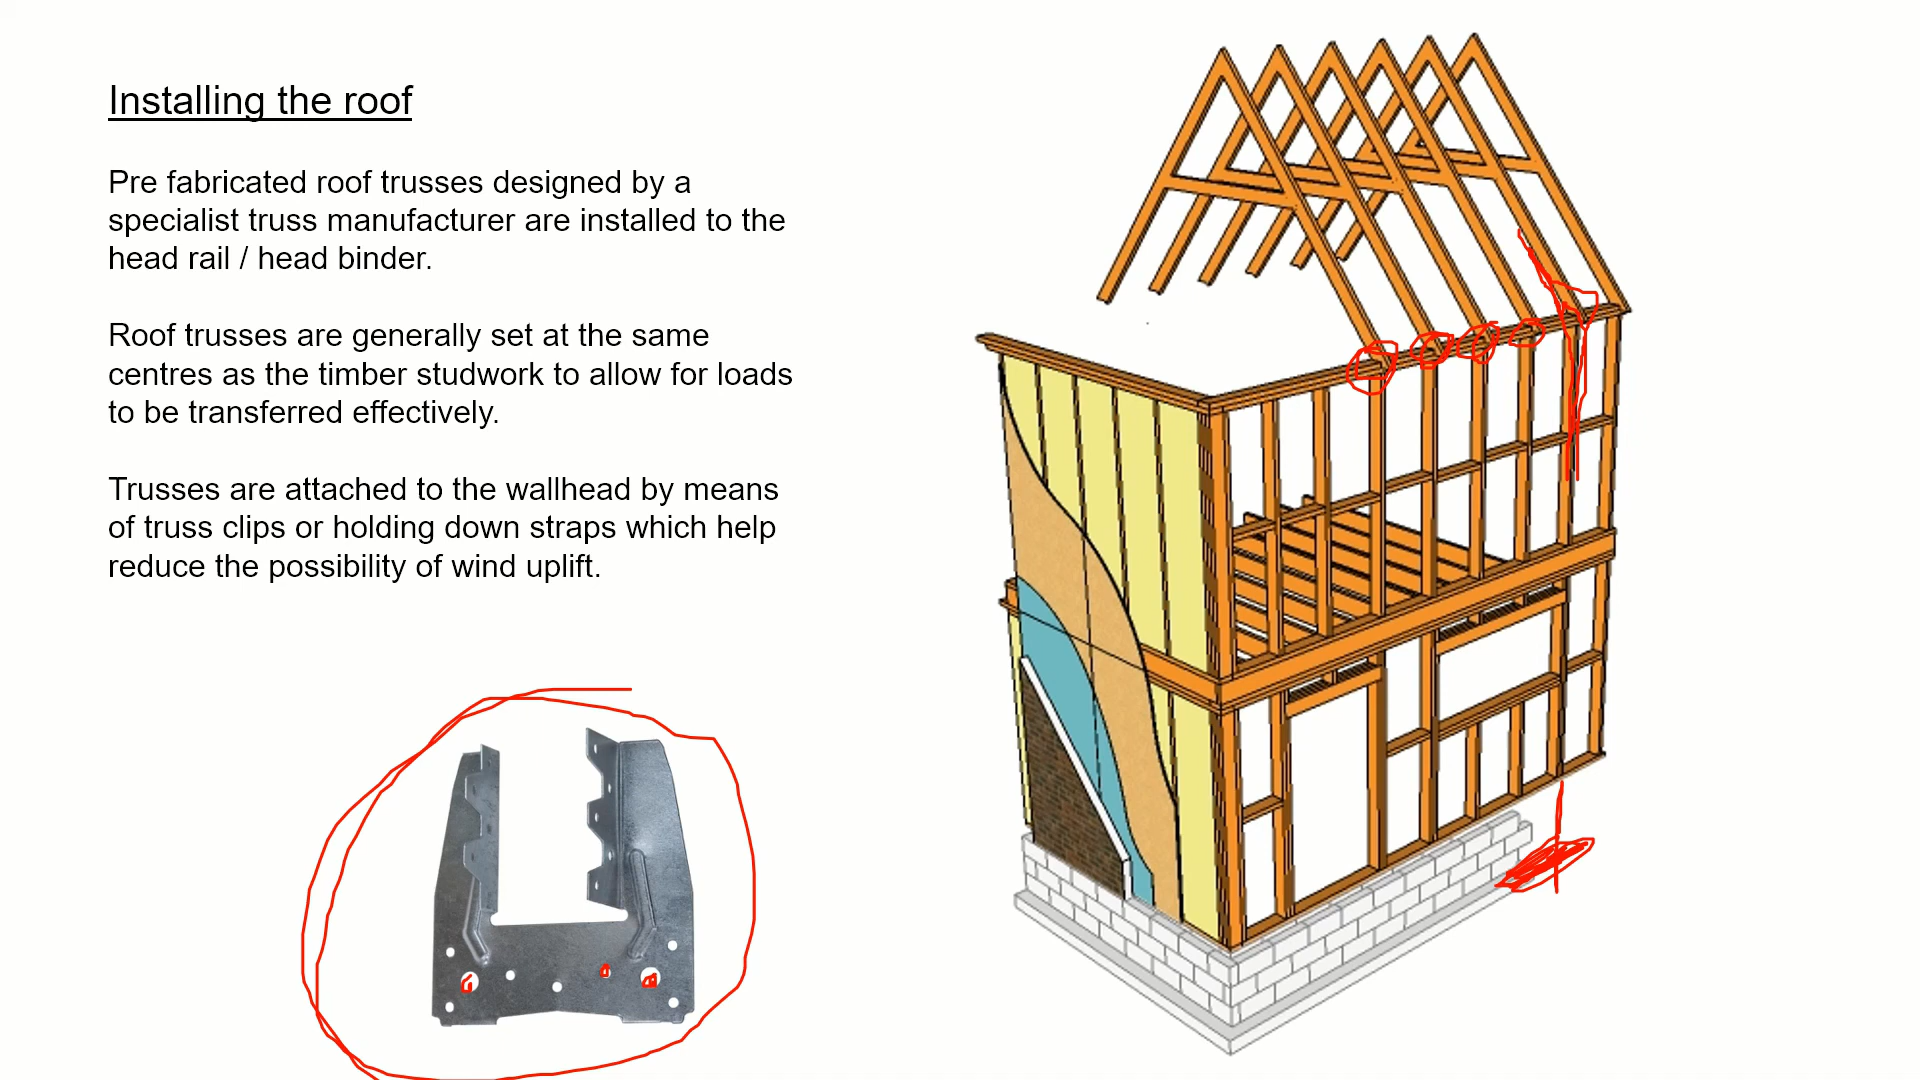 Installing the roof
Pre fabricated roof trusses designed by a
specialist truss manufacturer are installed to the
head rail / head binder.
Roof trusses are generally set at the same
centres as the timber studwork to allow for loads
to be transferred effectively.
Trusses are attached to the wallhead by means
of truss clips or holding down straps which help
reduce the possibility of wind uplift.